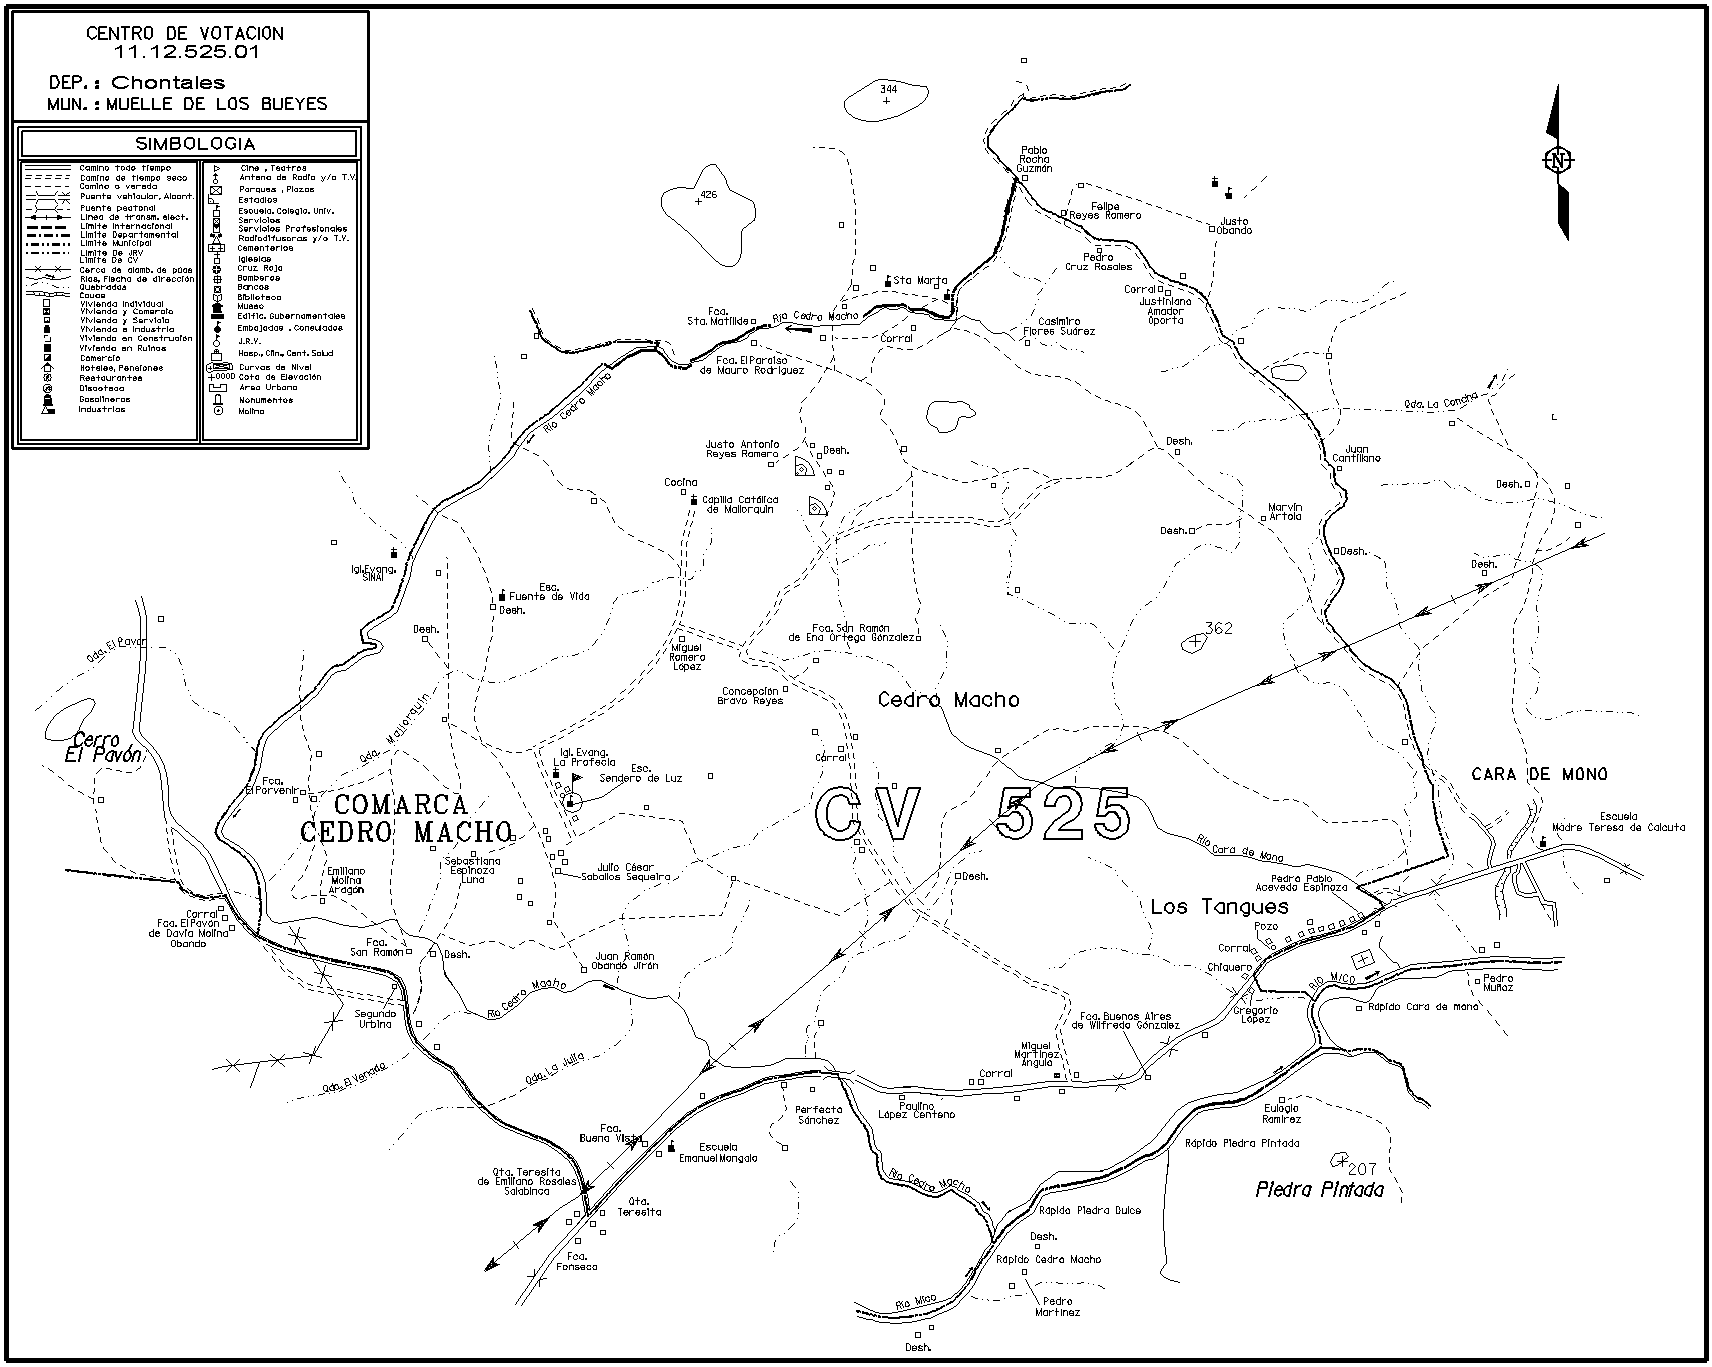 CENTRO DE VOTACION
11.12.525.01
DEP.: Chontales
MUN.: MUELLE DE LOS BUEYES
SIMBOLOGIA
Camino todo tiempo
Camino de tiempo seco
Camino o vereda
Puente vehicular, Alcant.
Puente peatonal
Linea de transm. elect.
Limite Internacional
Limite Departamental
Limite Municipal
Limite De JRV
Limite De CV
Cerca de alamb. de púas
Rios, Flecha de dirección
Quebradas
Cauce
Vivienda Individual
Vivienda y Comercio
Vivienda y Servicio
Vivienda e Industria
Vivienda en Construcción
Vivienda en Ruinas
Comercio
Hoteles, Pensiones
Restaurantes
Discoteca
Gasolineras
Industrias
Cine, Teatros
Antena de Radio y/o T.V.
Parques, Plazas
Estadios
Escuela. Colegio. Univ.
Servicios
Servicios Profesionales
Radiodifusoras y/o T.V.
Cementerios
Iglesias
Cruz Roja
Bomberos
Bancos
Biblioteca
Museo
Edific. Gubernamentales
Embajadas, Consulados
J.R.V.
Hosp., Clin., Cent. Salud
Curvas de Nivel
Cota de Elevación
Area Urbana
Monumentos
Molino
N
344
426
Pablo
Rocha
Guzmán
Felipe
Reyes Ramero
Justo
Obando
Pedro
Cruz Rosales
Corral
Justiniano
Amador
Oporta
Sta Marta
Fca.
Sta. Matilde
Río Cedro Macho
Corral
Casimiro
Flores Suárez
Fca. El Paraiso
de Mauro Rodriguez
Río Cedro Macho
Qda. La Concha
Justo Antonio
Reyes Ramero
Desh.
Desh.
Juan
Cantillano
Desh.
Cocina
Capilla Católica
de Mallorquin
Marvin
Artola
Desh.
Desh.
Desh.
Igl. Evang.
SINAI
Esc.
Fuente de Vida
Desh.
Desh.
Qda. El Pavon
Fca. San Ramón
de Ena Ortega Gónzalez
362
Miguel
Romero
López
Concepción
Bravo Reyes
Cedro Macho
Qda. Mallorquin
Cerro
El Pavón
Igl. Evang.
La Profecia
Esc.
Sendero de Luz
Corral
CARA DE MONO
Fca.
El Porvenir
COMARCA
CEDRO MACHO
CV 525
Escuela
Madre Teresa de Calcuta
Río Cara de Mono
Emiliano
Molina
Aragón
Sebastiana
Espinoza
Luna
Julio César
Saballos Sequeira
Desh.
Pedro Pablo
Acevedo Espinoza
Los Tangues
Pozo
Corral
Fca. El Pavón
de Davia Molina
Obando
Fca.
San Ramón
Desh.
Juan Ramón
Obando Jirón
Corral
Chiquero
Río Cedro Macho
Río Mico
Pedro
Muñoz
Rápido Cara de mono
Segundo
Urbina
Gregorio
López
Fca. Buenos Aires
de Wilfredo Gónzalez
Miguel
Martinez
Angulo
Corral
Qda. El Venado
Qda. La Julia
Paulino
López Centeno
Perfecto
Sánchez
Eulogio
Ramirez
Fca.
Buena Vista
Escuela
Emanuel Mongalo
Rápido Piedra Pintada
207
Piedra Pintada
Qta. Teresita
de Emiliano Rosales
Salablnca
Qta.
Teresita
Río Cedro Macho
Rápido Piedra Dulce
Desh.
Rápido Cedro Macho
Fca.
Fonseca
Río Mico
Pedro
Martinez
Desh.